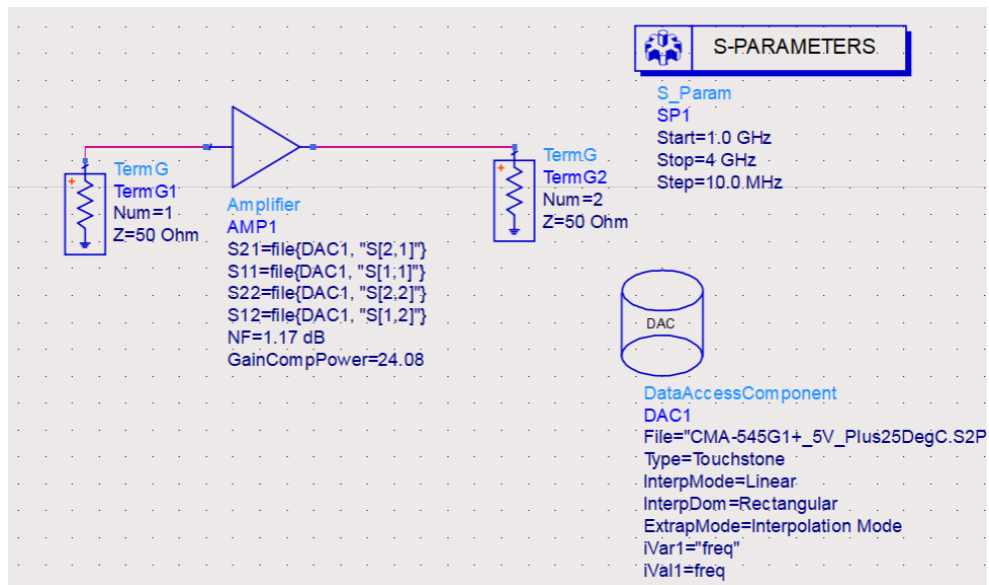 S-PARAMETERS
S_Param
SP1
Start=1.0 GHz
Stop=4 GHz
Step=10.0 MHz
TermG
TermG1
Num=1
Z=50 Ohm
Amplifier
AMP1
S21=file{DAC1, "S[2,1]"}
S11=file{DAC1, "S[1,1]"}
S22=file{DAC1, "S[2,2]"}
S12=file{DAC1, "S[1,2]"}
NF=1.17 dB
GainCompPower=24.08
TermG
TermG2
Num=2
Z=50 Ohm
DAC
DataAccessComponent
DAC1
File="CMA-545G1+_5V_Plus25DegC.S2P
Type=Touchstone
InterpMode=Linear
InterpDom=Rectangular
ExtrapMode=Interpolation Mode
iVar1="freq"
iVal1=freq